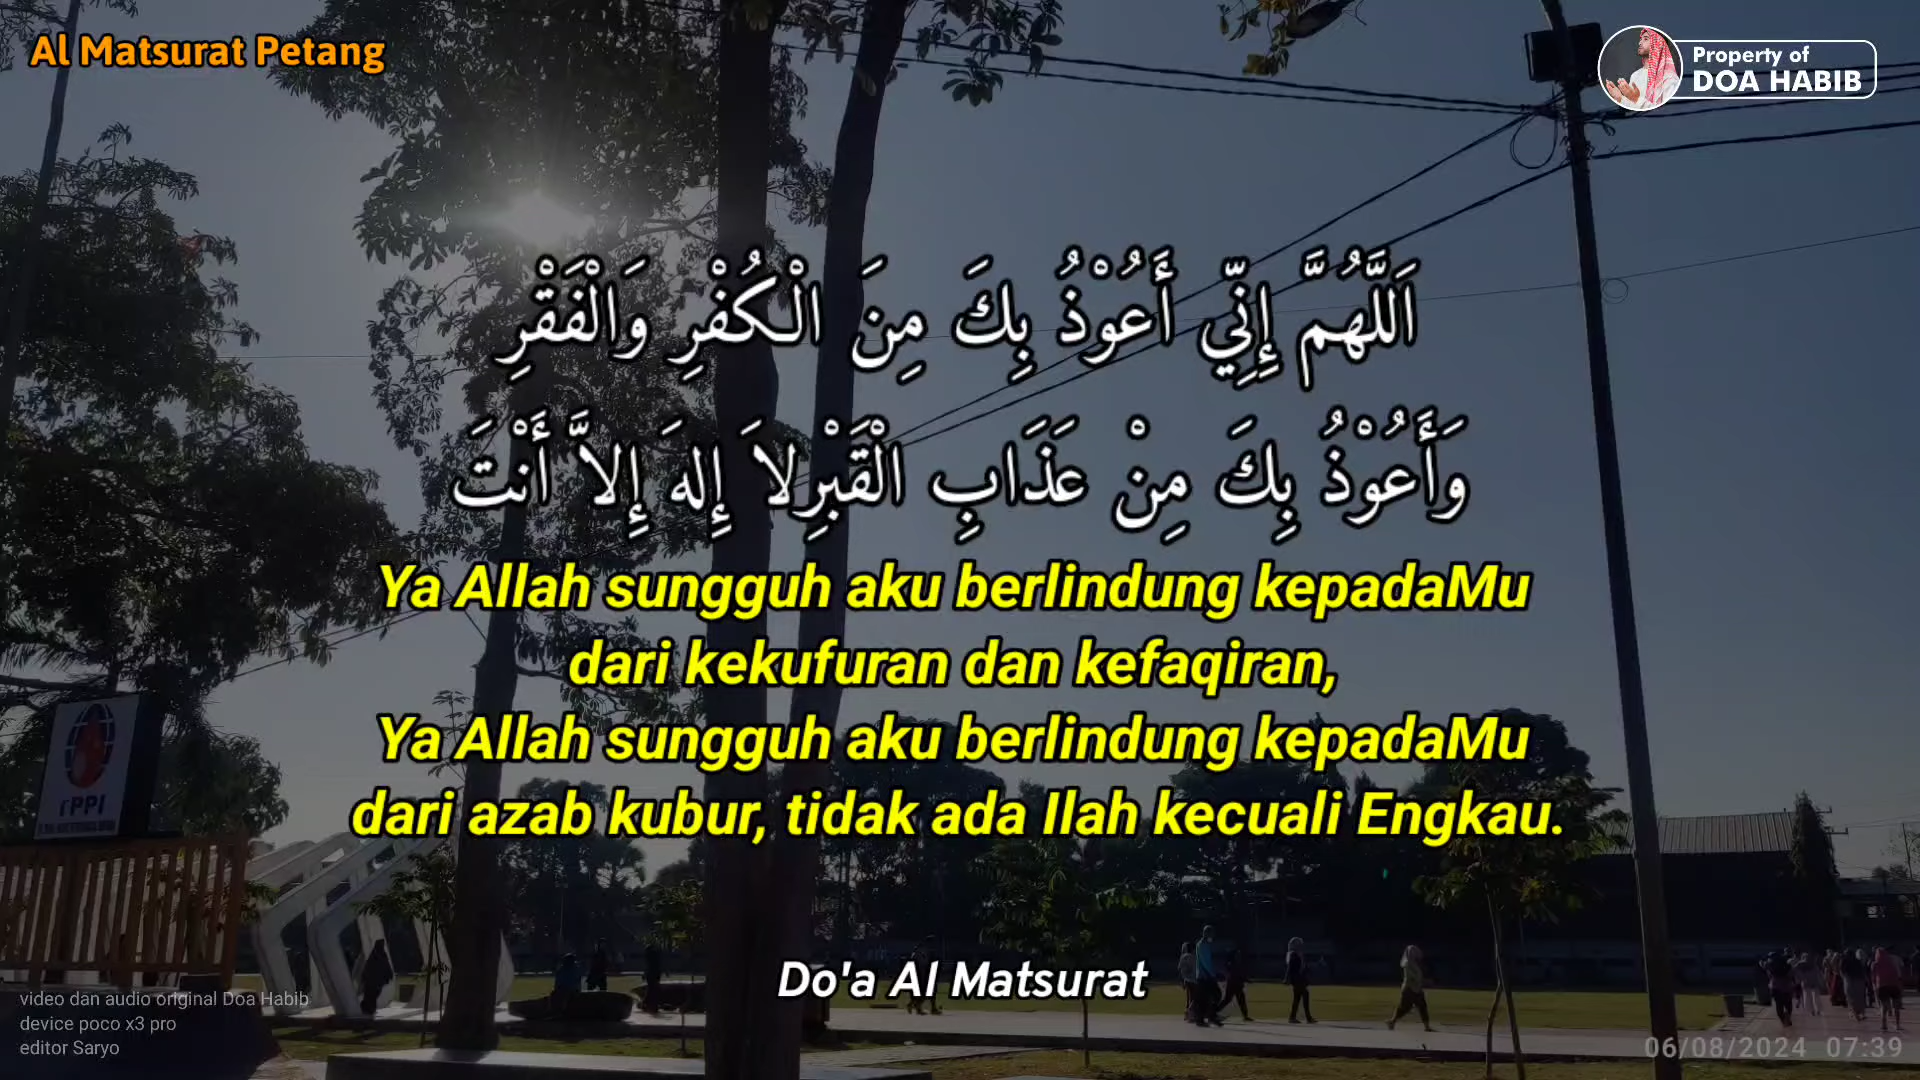 Al Matsurat Petang
Property of
DOA HABIB
اَللَّهُمَّ إِنِّي أَعُوْذُ بِكَ مِنَ الْكُفْرِ وَالْفَقْرِ
وَأَعُوْذُ بِكَ مِنْ عَذَابِ الْقَبْرِلاَ إِلهَ إِلاَّ أَنْتَ
Ya Allah sungguh aku berlindung kepadaMu
dari kekufuran dan kefaqiran,
Ya Allah sungguh aku berlindung kepadaMu
dari azab kubur, tidak ada Ilah kecuali Engkau.
rPPI
Do'a Al Matsurat
video dan audio original Doa Habib
device poco x3 pro
editor Saryo
06/08/2024 07:39